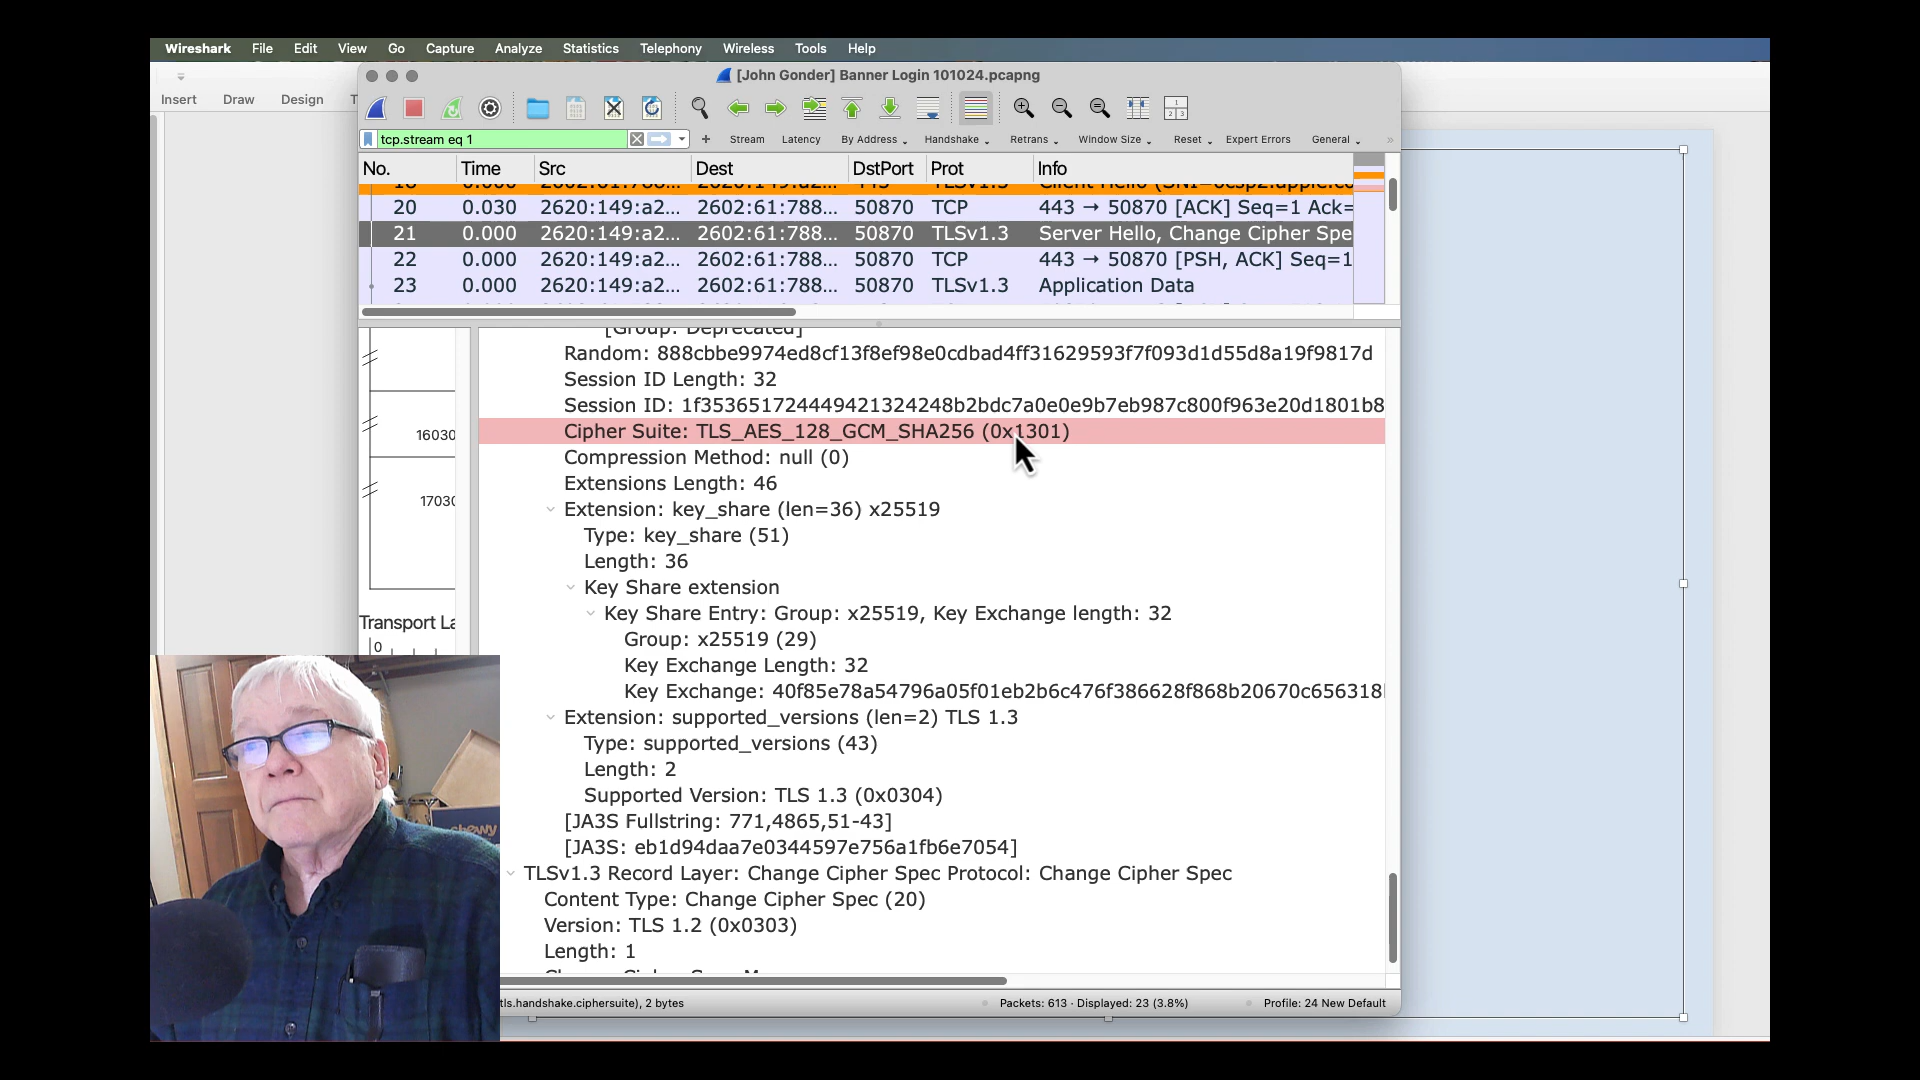 Wireshark File Edit View Go Capture Analyze Statistics Telephony Wireless Tools Help
[John Gonder] Banner Login 101024.pcapng
Insert Draw Design T
tcp.stream eq 1 + Stream Latency By Address Handshake Retrans Window Size Reset Expert Errors General »
No. Time Src Dest DstPort Prot Info
20 0.030 2620:149:a2... 2602:61:788... 50870 TCP 443 → 50870 [ACK] Seq=1 Ack=
21 0.000 2620:149:a2... 2602:61:788... 50870 TLSv1.3 Server Hello, Change Cipher Spe
22 0.000 2620:149:a2... 2602:61:788... 50870 TCP 443 → 50870 [PSH, ACK] Seq=1
23 0.000 2620:149:a2... 2602:61:788... 50870 TLSv1.3 Application Data
[Group: Deprecated]
Random: 888cbbe9974ed8cf13f8ef98e0cdbad4ff31629593f7f093d1d55d8a19f9817d
Session ID Length: 32
Session ID: 1f353651724449421324248b2bdc7a0e0e9b7eb987c800f963e20d1801b8
Cipher Suite: TLS_AES_128_GCM_SHA256 (0x1301)
Compression Method: null (0)
Extensions Length: 46
Extension: key_share (len=36) x25519
Type: key_share (51)
Length: 36
Key Share extension
Key Share Entry: Group: x25519, Key Exchange length: 32
Group: x25519 (29)
Key Exchange Length: 32
Key Exchange: 40f85e78a54796a05f01eb2b6c476f386628f868b20670c656318
Extension: supported_versions (len=2) TLS 1.3
Type: supported_versions (43)
Length: 2
Supported Version: TLS 1.3 (0x0304)
[JA3S Fullstring: 771,4865,51-43]
[JA3S: eb1d94daa7e0344597e756a1fb6e7054]
TLSv1.3 Record Layer: Change Cipher Spec Protocol: Change Cipher Spec
Content Type: Change Cipher Spec (20)
Version: TLS 1.2 (0x0303)
Length: 1
16030
17030
Transport La
0
chewy
tls.handshake.ciphersuite), 2 bytes Packets: 613 · Displayed: 23 (3.8%) Profile: 24 New Default